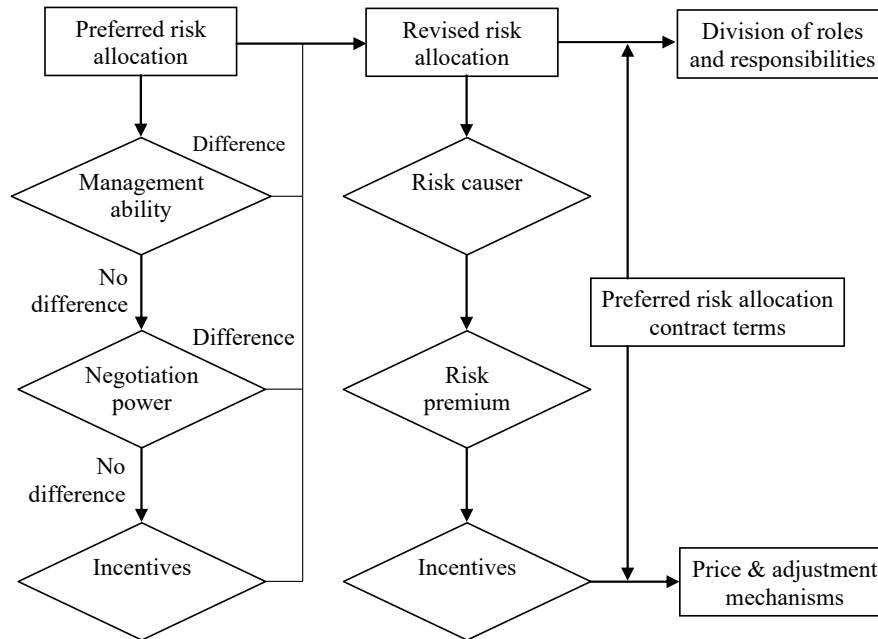 Preferred risk
allocation
Revised risk
allocation
Division of roles
and responsibilities
Difference
Management
ability
Risk causer
No
difference
Preferred risk allocation
contract terms
Difference
Negotiation
power
Risk
premium
No
difference
Incentives
Incentives
Price & adjustment
mechanisms